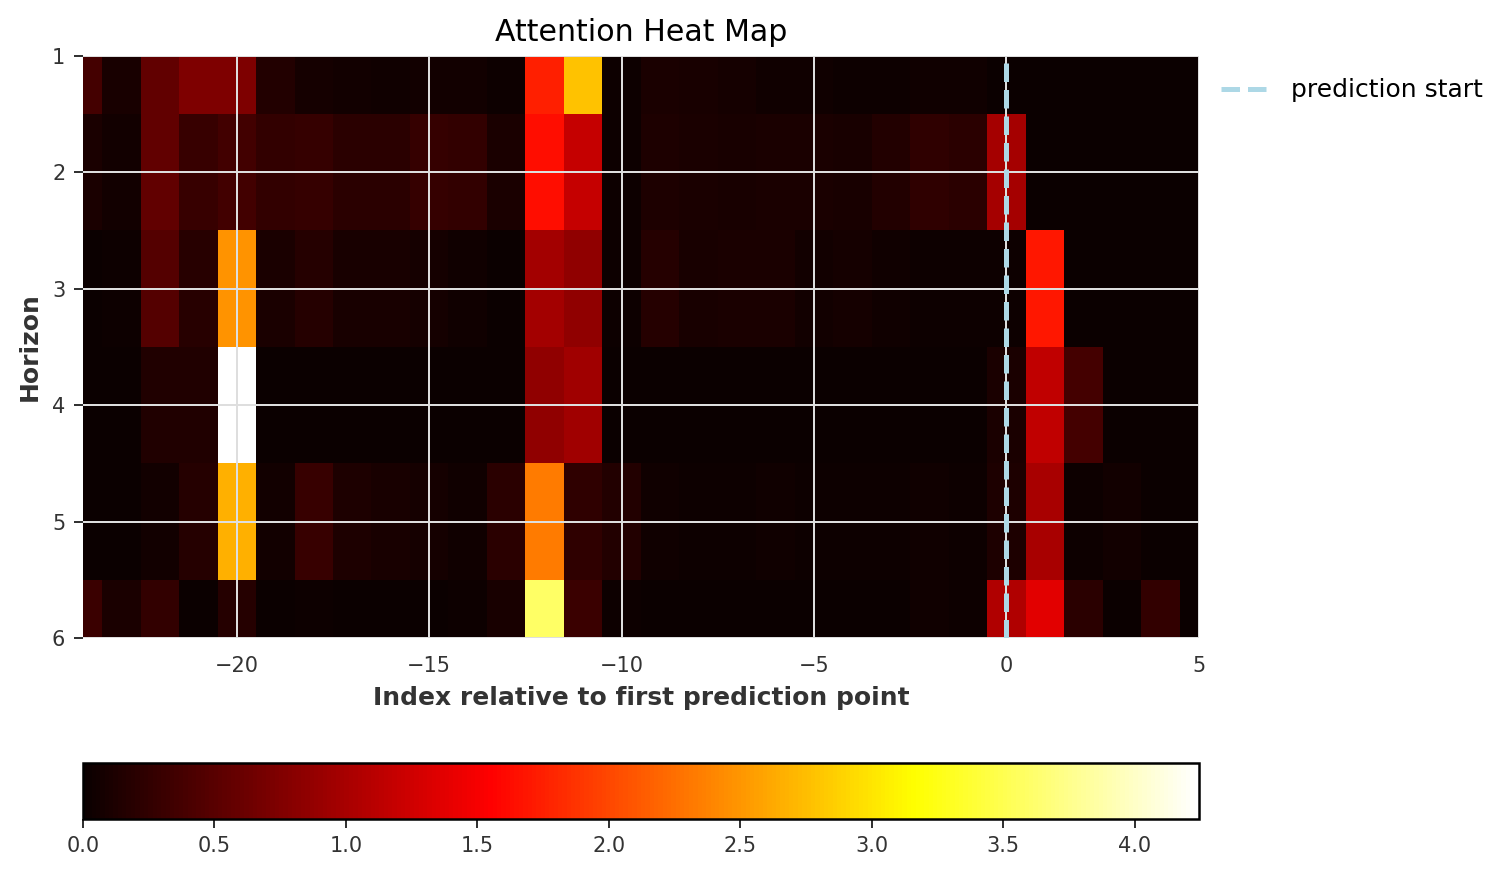 Attention Heat Map
prediction start
Horizon
1
2
3
4
5
6
−20 −15 −10 −5 0 5
Index relative to first prediction point
0.0 0.5 1.0 1.5 2.0 2.5 3.0 3.5 4.0